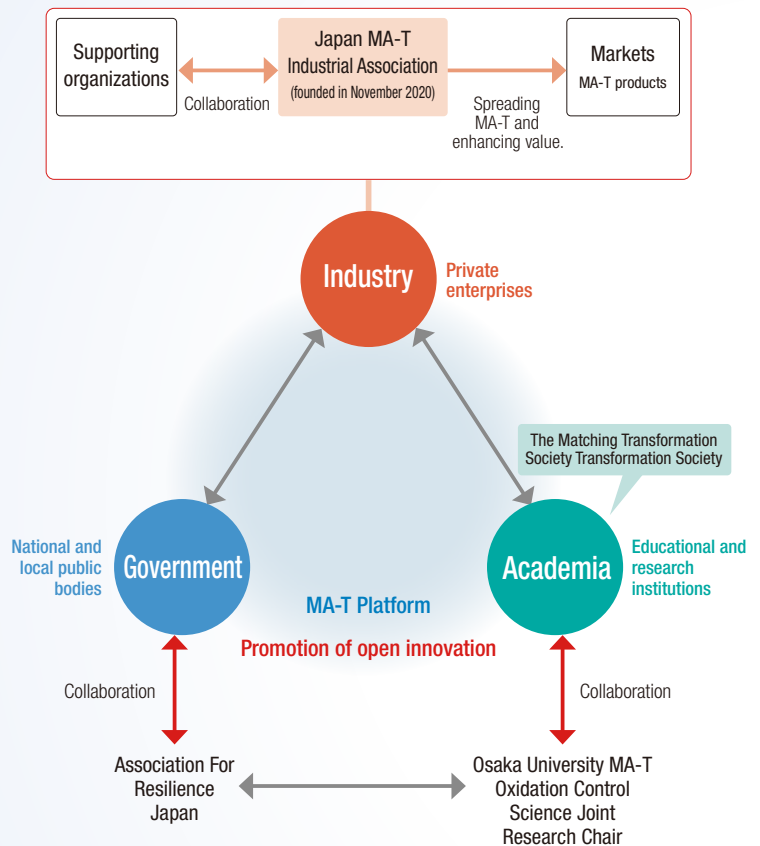 Supporting
organizations
Collaboration
Japan MA-T
Industrial Association
(founded in November 2020)
Spreading
MA-T and
enhancing value.
Markets
MA-T products
Industry
Private
enterprises
The Matching Transformation
Society Transformation Society
National and
local public
bodies
Government
Academia
Educational and
research
institutions
MA-T Platform
Promotion of open innovation
Collaboration
Collaboration
Association For
Resilience
Japan
Osaka University MA-T
Oxidation Control
Science Joint
Research Chair